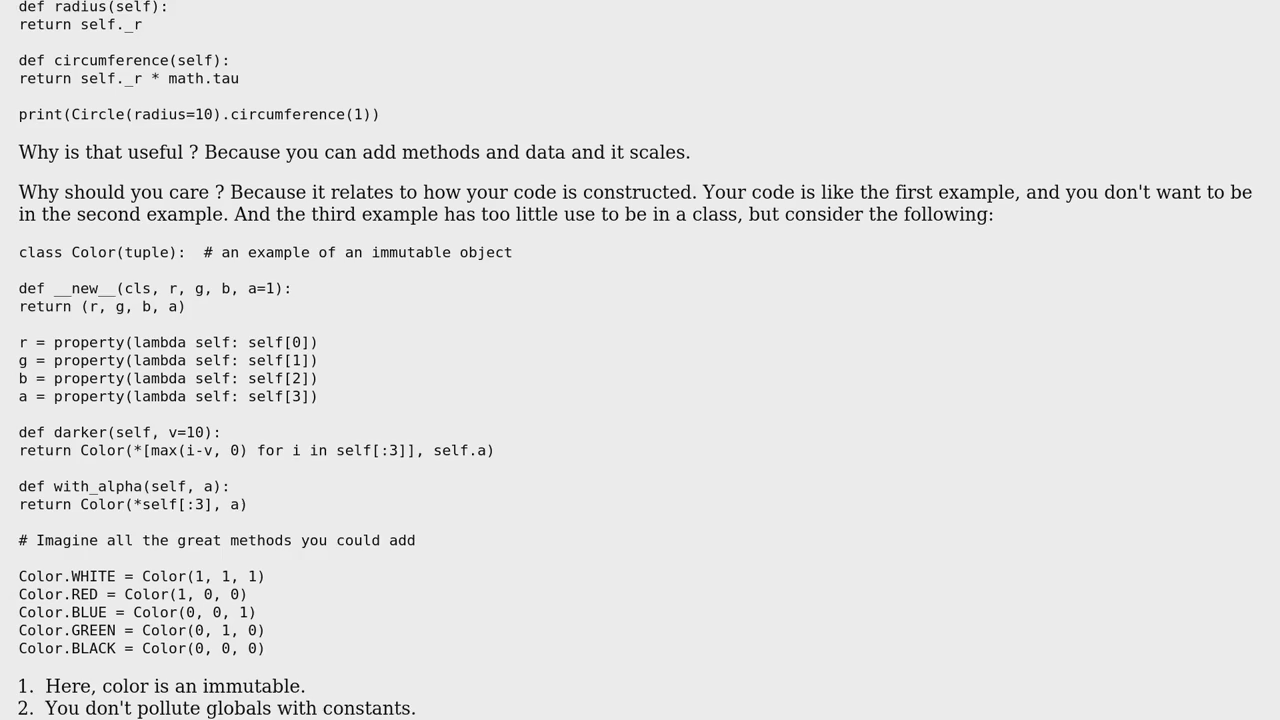 def radius(self):
return self._r
def circumference(self):
return self._r * math.tau
print(Circle(radius=10).circumference(1))
Why is that useful ? Because you can add methods and data and it scales.
Why should you care ? Because it relates to how your code is constructed. Your code is like the first example, and you don't want to be
in the second example. And the third example has too little use to be in a class, but consider the following:
class Color(tuple):  # an example of an immutable object
def __new__(cls, r, g, b, a=1):
return (r, g, b, a)
r = property(lambda self: self[0])
g = property(lambda self: self[1])
b = property(lambda self: self[2])
a = property(lambda self: self[3])
def darker(self, v=10):
return Color(*[max(i-v, 0) for i in self[:3]], self.a)
def with_alpha(self, a):
return Color(*self[:3], a)
# Imagine all the great methods you could add
Color.WHITE = Color(1, 1, 1)
Color.RED = Color(1, 0, 0)
Color.BLUE = Color(0, 0, 1)
Color.GREEN = Color(0, 1, 0)
Color.BLACK = Color(0, 0, 0)
1. Here, color is an immutable.
2. You don't pollute globals with constants.